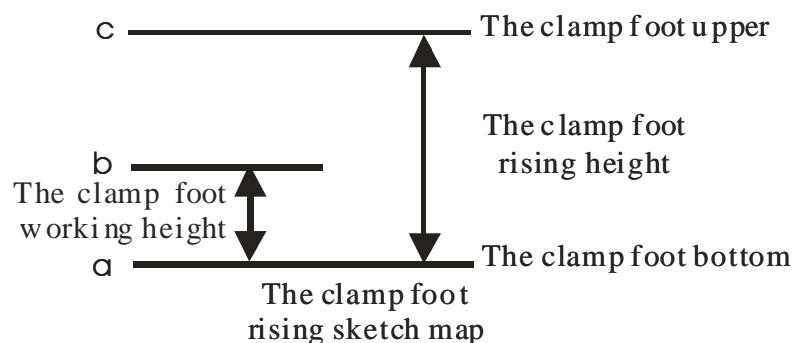 c
The clamp foot upper
The clamp foot
rising height
b
The clamp foot
working height
a
The clamp foot bottom
The clamp foot
rising sketch map